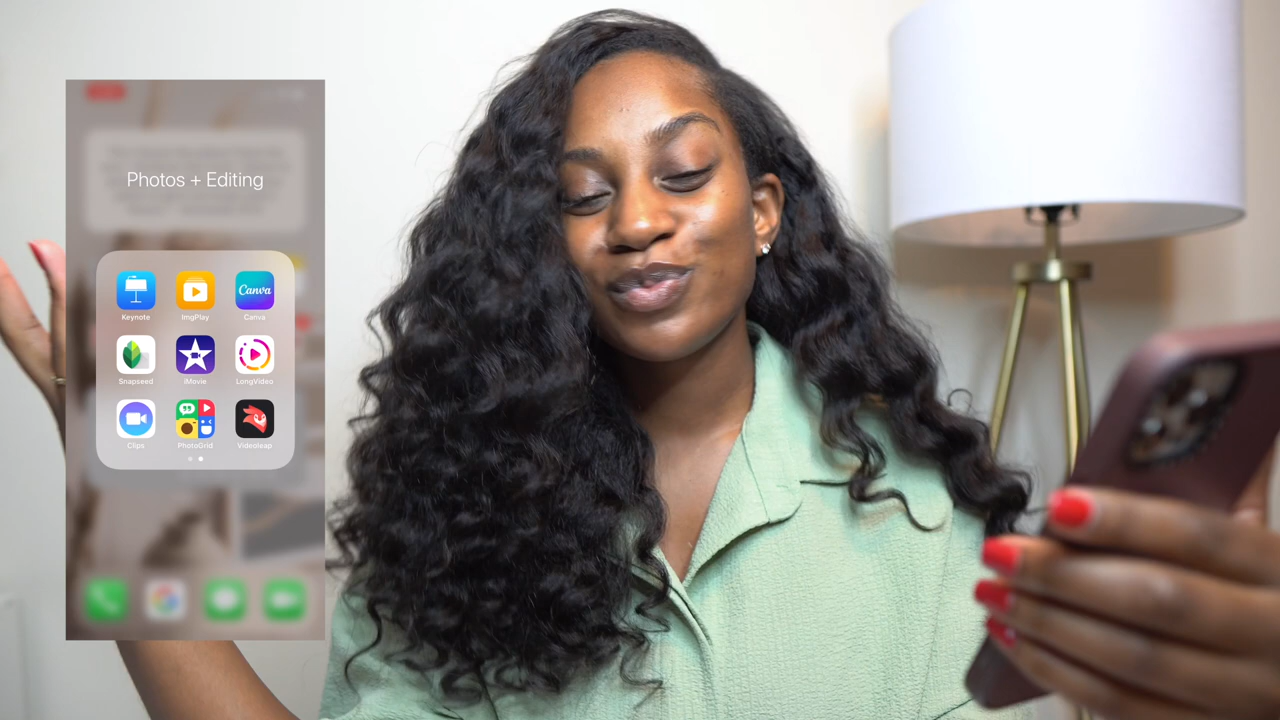 Photos + Editing
Canva
Keynote
ImgPlay
Canva
Snapseed
iMovie
LongVideo
Clips
PhotoGrid
Videoleap